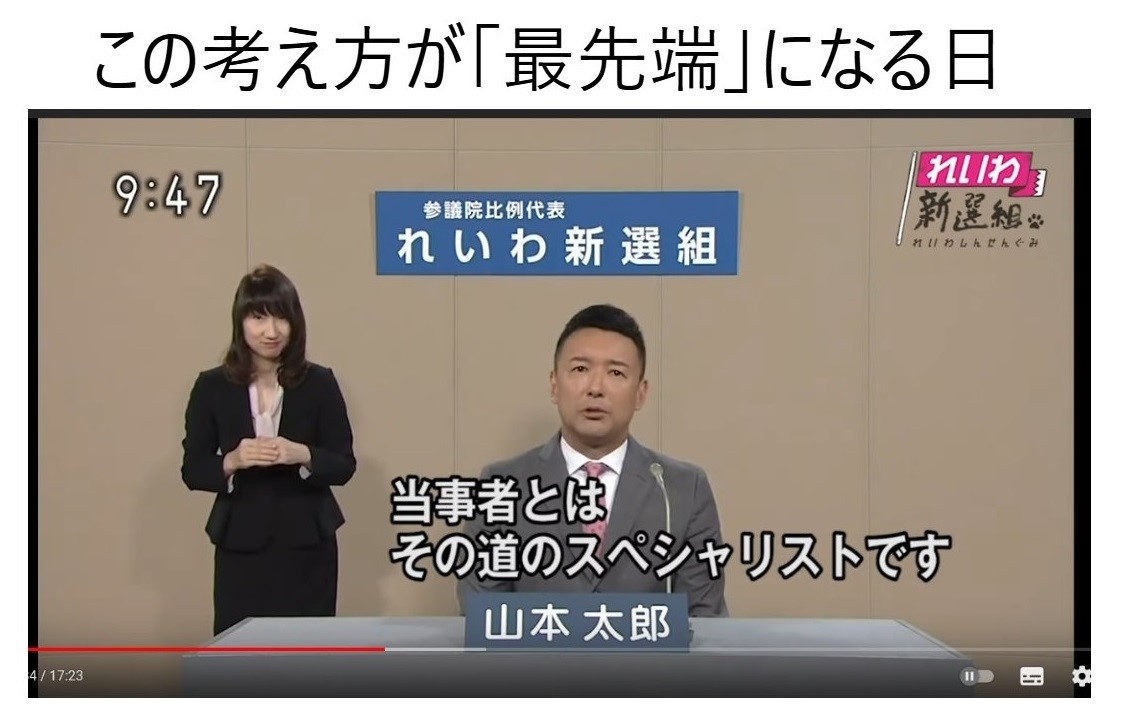 この考え方が「最先端」になる日
9:47
参議院比例代表
れいわ新選組
れいわ
新選組
れいわしんせんぐみ
当事者とは
その道のスペシャリストです
山本太郎
4 / 17:23